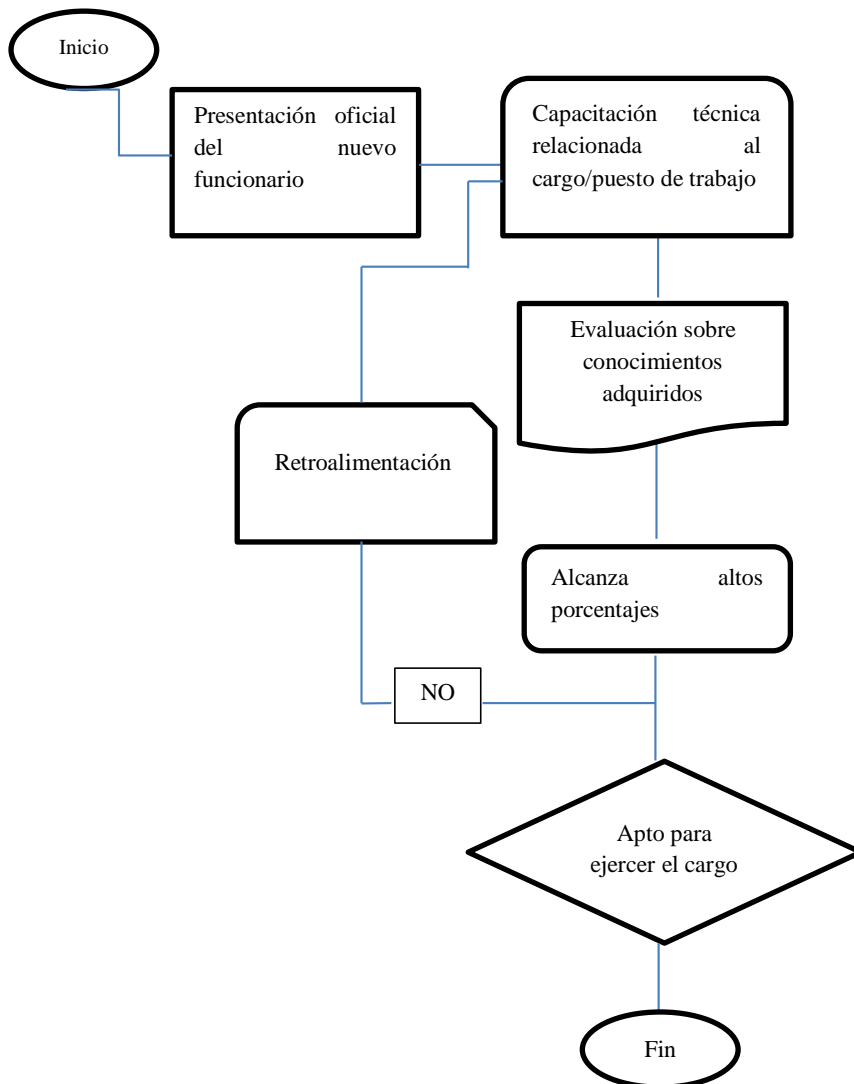 Inicio
Presentación oficial
del nuevo
funcionario
Capacitación técnica
relacionada al
cargo/puesto de trabajo
Evaluación sobre
conocimientos
adquiridos
Retroalimentación
Alcanza altos
porcentajes
NO
Apto para
ejercer el cargo
Fin